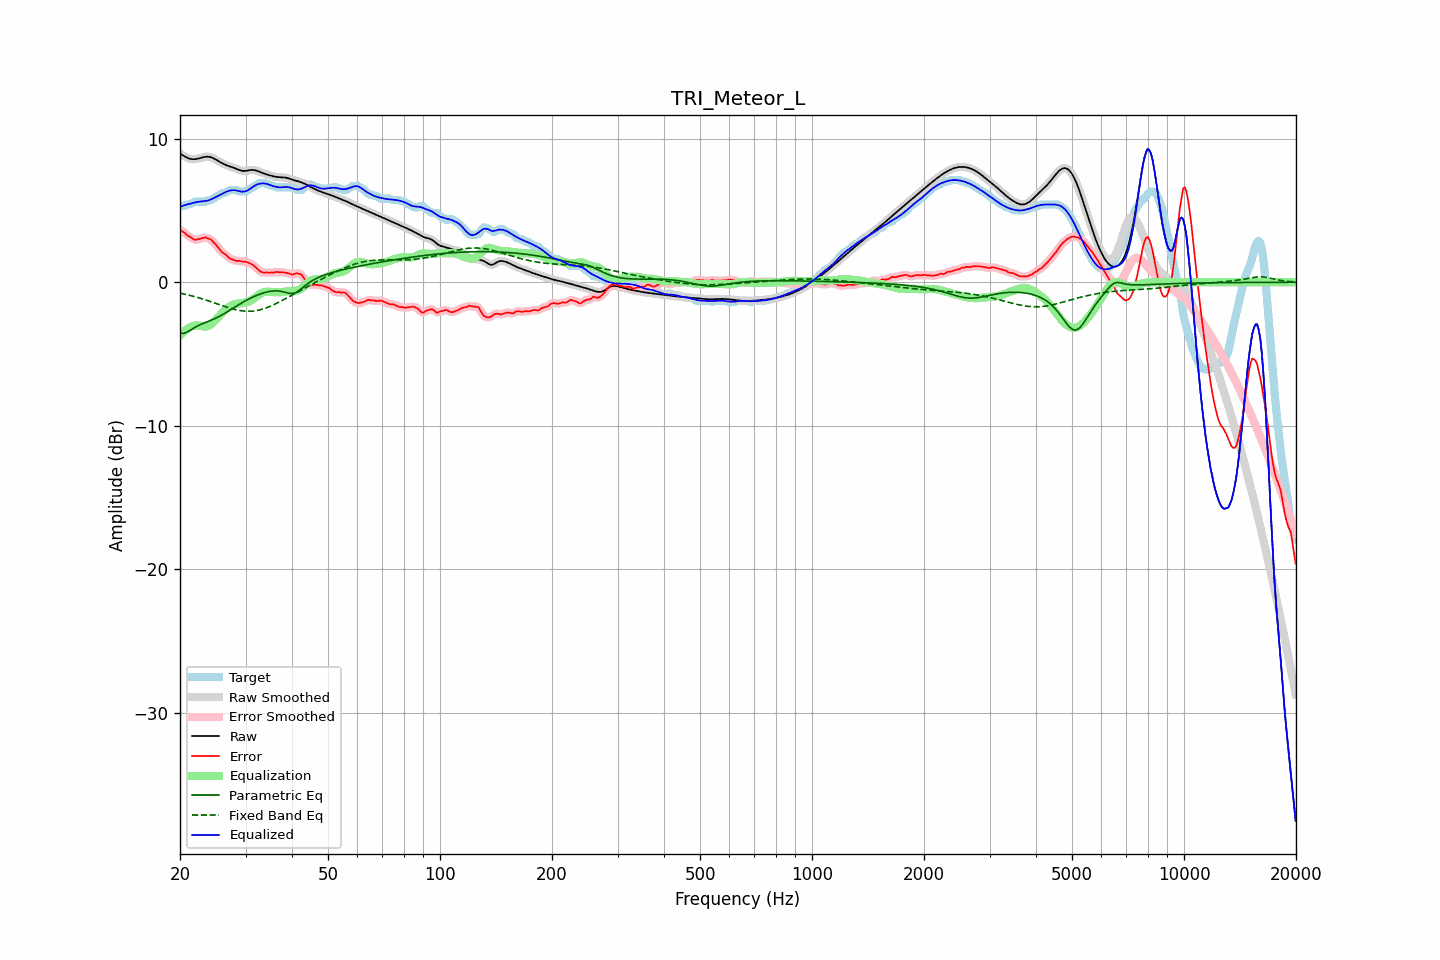 TRI_Meteor_L
Amplitude (dBr)
10
0
−10
−20
−30
Target
Raw Smoothed
Error Smoothed
Raw
Error
Equalization
Parametric Eq
Fixed Band Eq
Equalized
20 50 100 200 500 1000 2000 5000 10000 20000
Frequency (Hz)